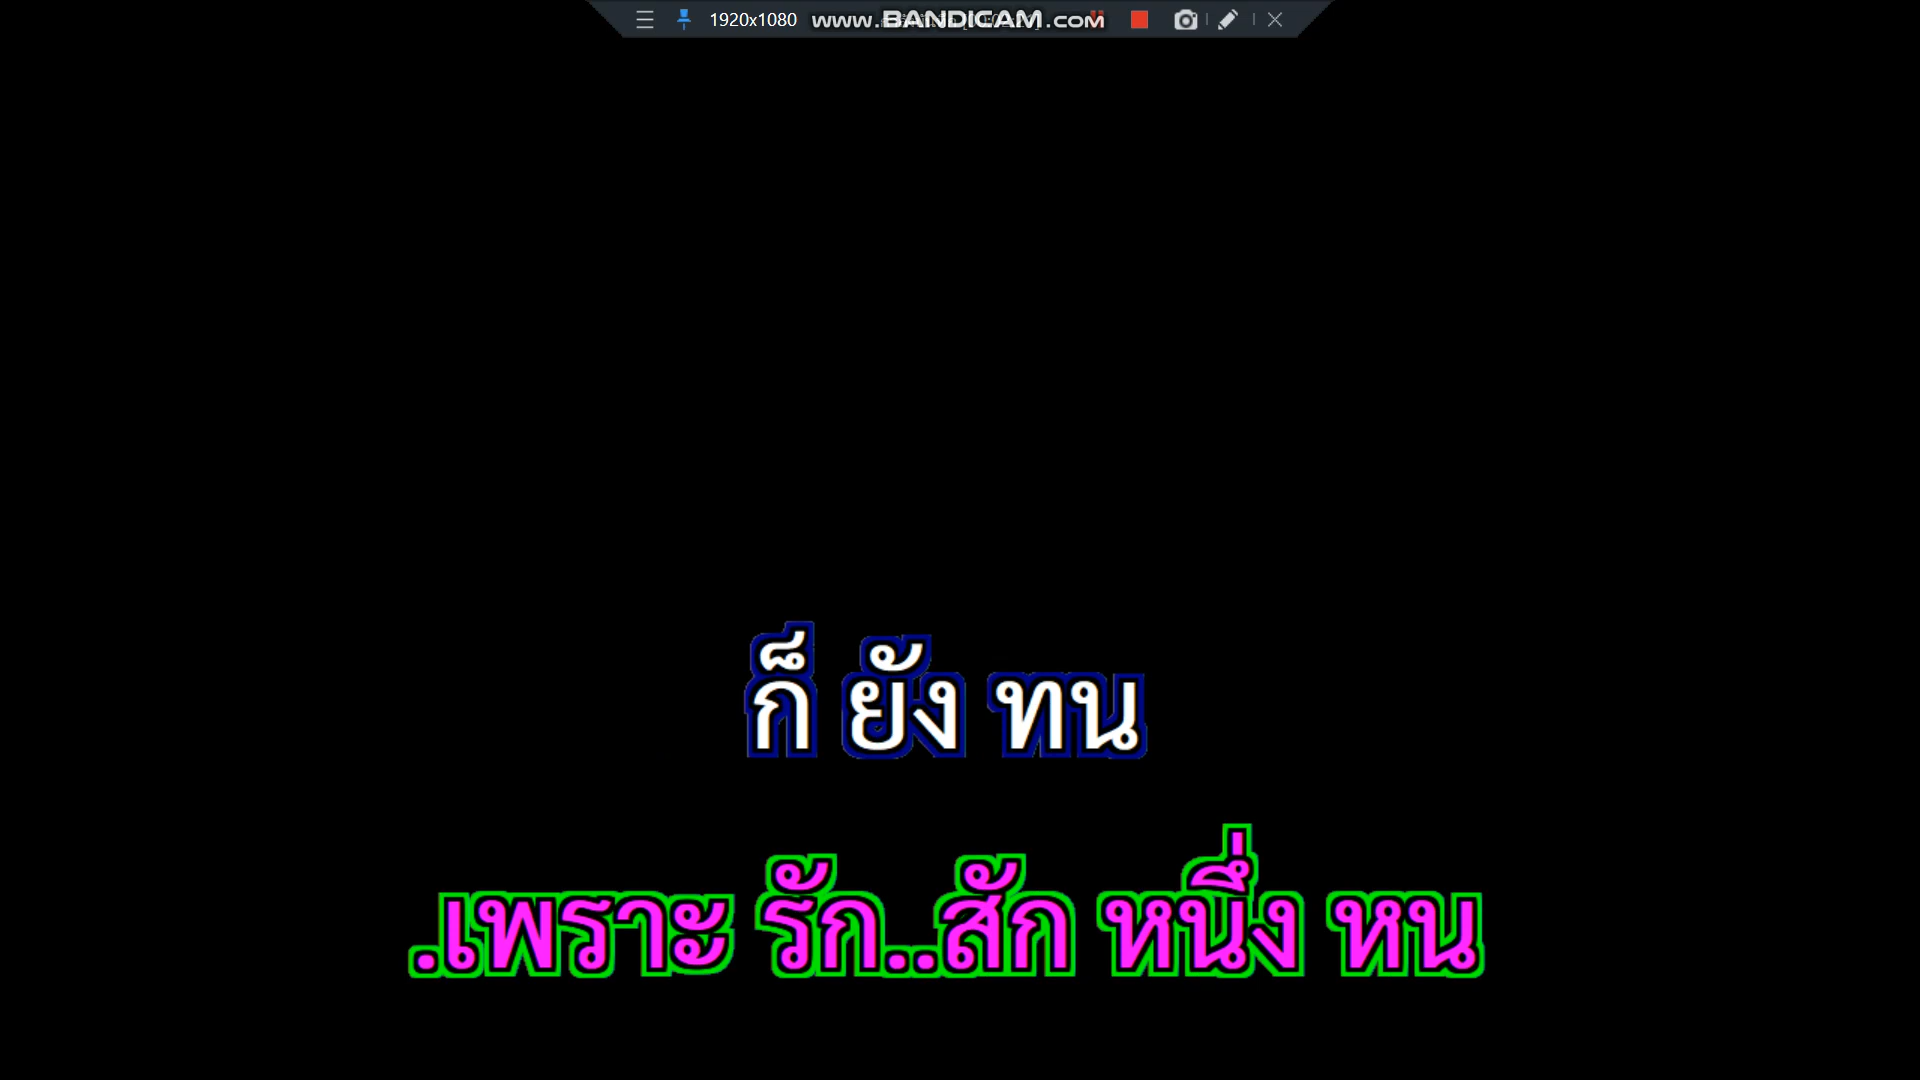 1920x1080 www.BANDICAM.com
ก็ ยัง ทน
.เพราะ รัก..สัก หนึ่ง หน